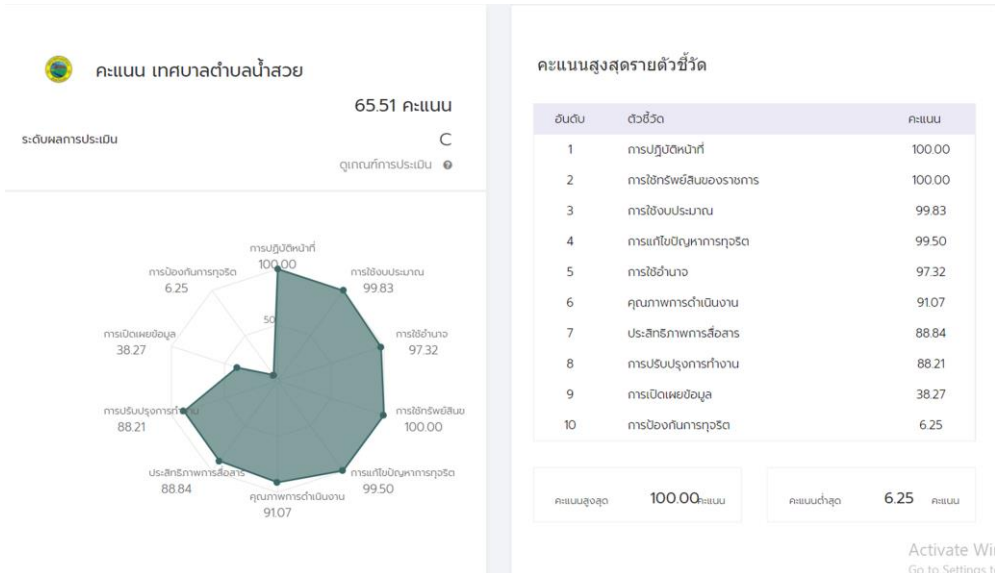 คะแนน เทศบาลตำบลน้ำสวย
65.51 คะแนน
ระดับผลการประเมิน C
ดูเกณฑ์การประเมิน
การปฏิบัติหน้าที่
100.00
การใช้งบประมาณ
99.83
การใช้อำนาจ
97.32
การใช้ทรัพย์สินข
100.00
การแก้ไขปัญหาการทุจริต
99.50
คุณภาพการดำเนินงาน
91.07
ประสิทธิภาพการสื่อสาร
88.84
การปรับปรุงการทำงาน
88.21
การเปิดเผยข้อมูล
38.27
การป้องกันการทุจริต
6.25
50
คะแนนสูงสุดรายตัวชี้วัด
อันดับ ตัวชี้วัด คะแนน
1 การปฏิบัติหน้าที่ 100.00
2 การใช้ทรัพย์สินของราชการ 100.00
3 การใช้งบประมาณ 99.83
4 การแก้ไขปัญหาการทุจริต 99.50
5 การใช้อำนาจ 97.32
6 คุณภาพการดำเนินงาน 91.07
7 ประสิทธิภาพการสื่อสาร 88.84
8 การปรับปรุงการทำงาน 88.21
9 การเปิดเผยข้อมูล 38.27
10 การป้องกันการทุจริต 6.25
คะแนนสูงสุด 100.00 คะแนน
คะแนนต่ำสุด 6.25 คะแนน
Activate Wi
Go to Settings t